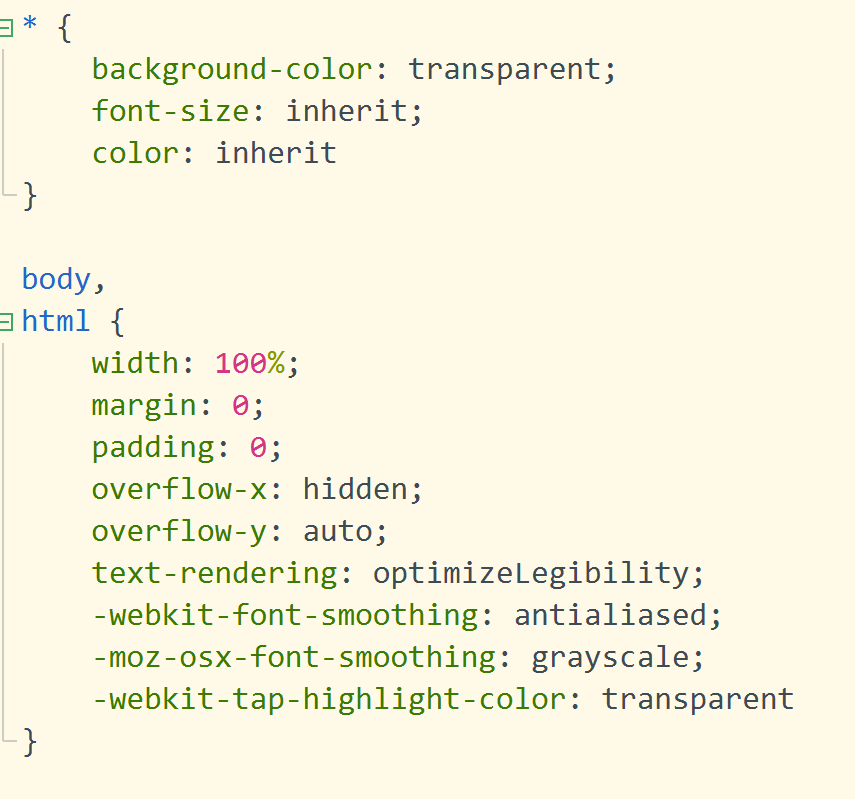 * {
    background-color: transparent;
    font-size: inherit;
    color: inherit
}

body,
html {
    width: 100%;
    margin: 0;
    padding: 0;
    overflow-x: hidden;
    overflow-y: auto;
    text-rendering: optimizeLegibility;
    -webkit-font-smoothing: antialiased;
    -moz-osx-font-smoothing: grayscale;
    -webkit-tap-highlight-color: transparent
}